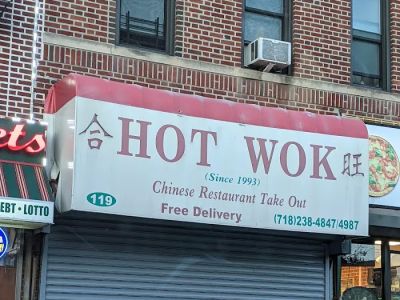 合 HOT WOK 旺
(Since 1993)
Chinese Restaurant Take Out
119
Free Delivery
(718)238-4847/4987
ets
EBT · LOTTO